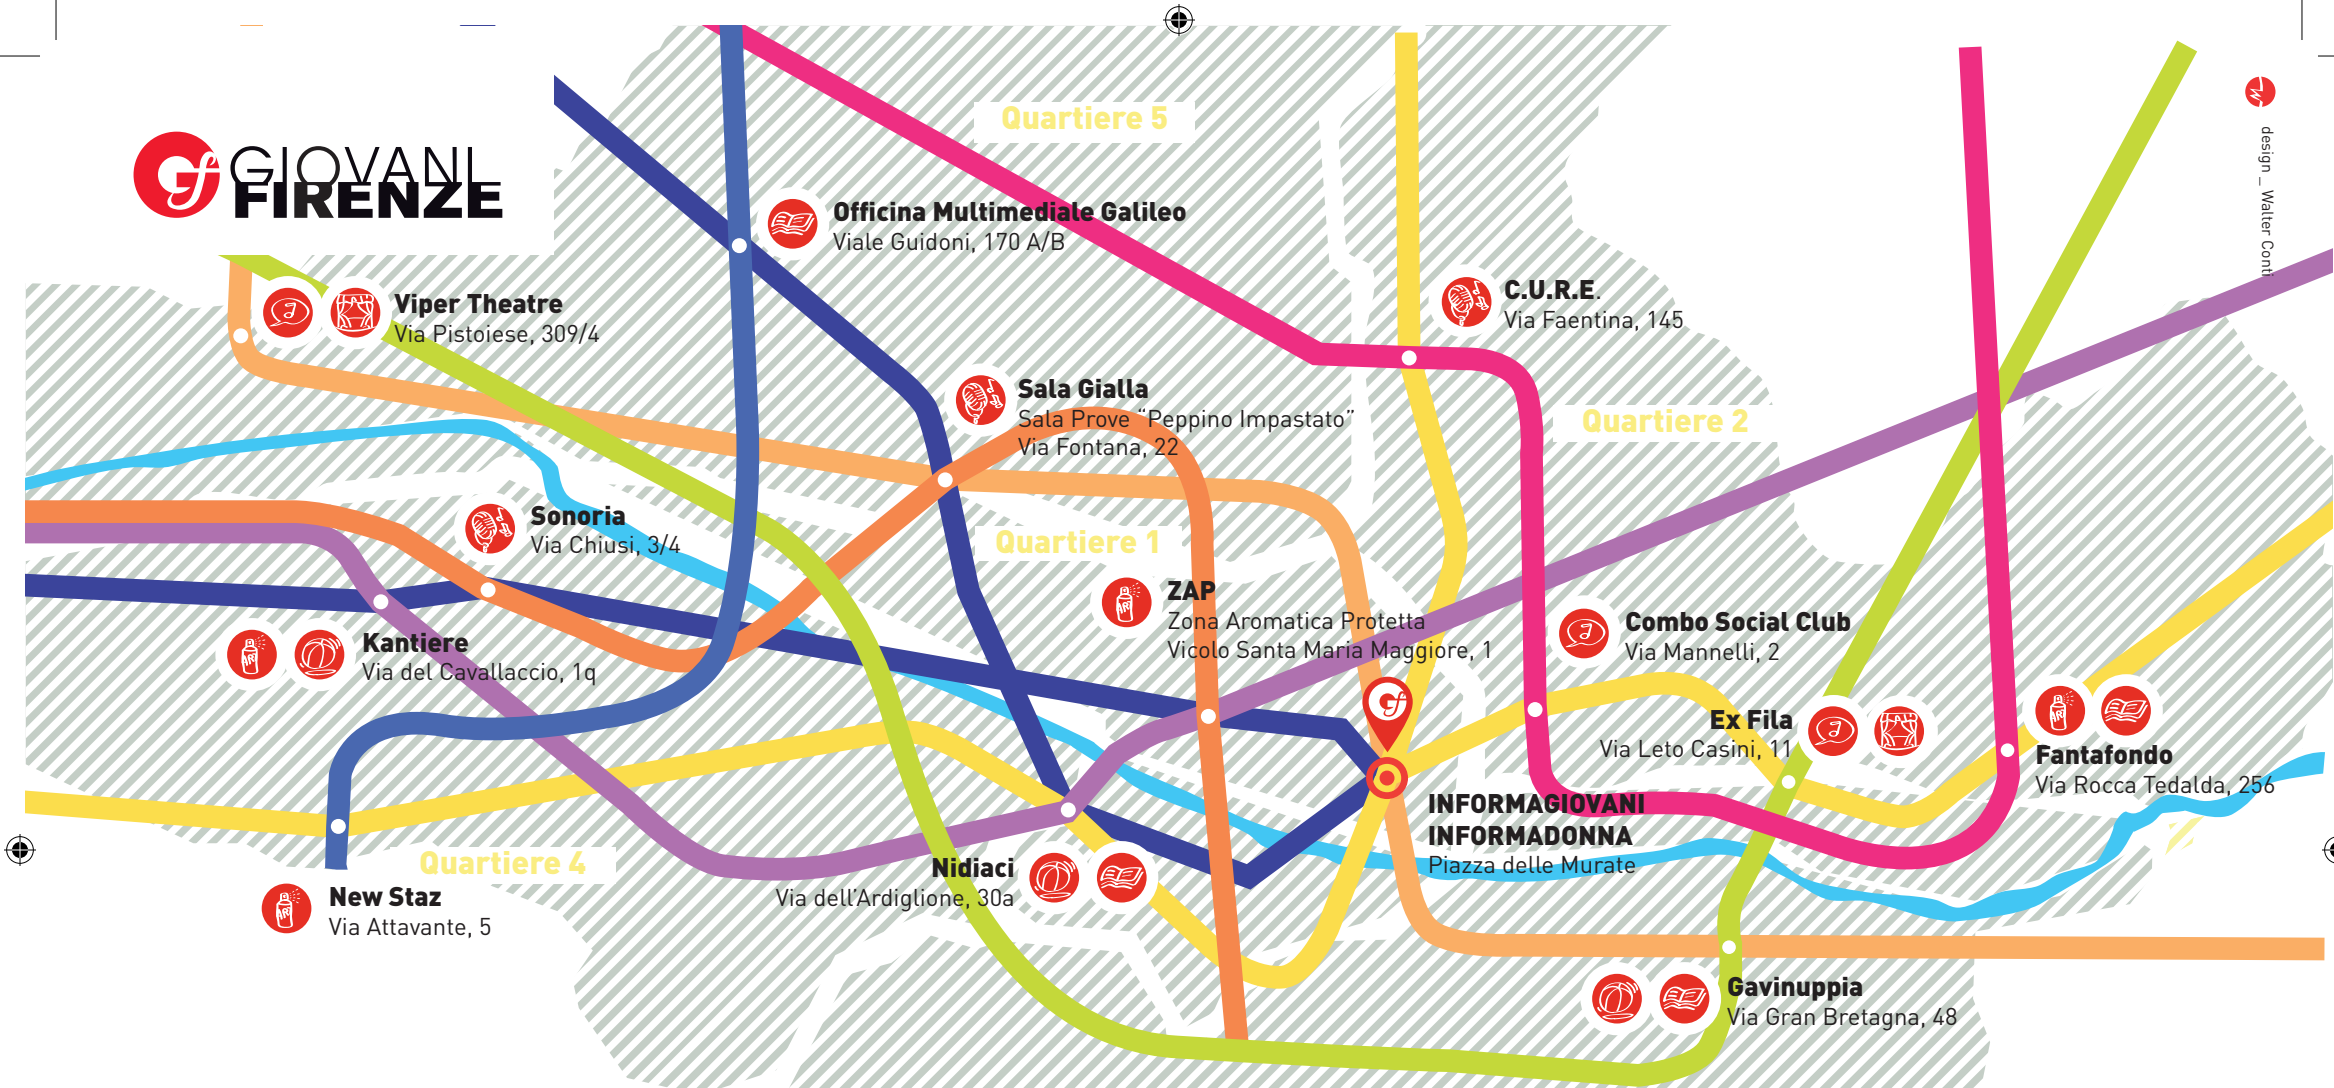 GIOVANI
FIRENZE
Quartiere 5
design _ Walter Conti
Officina Multimediale Galileo
Viale Guidoni, 170 A/B
Viper Theatre
Via Pistoiese, 309/4
C.U.R.E.
Via Faentina, 145
Sala Gialla
Sala Prove “Peppino Impastato”
Via Fontana, 22
Quartiere 2
Sonoria
Via Chiusi, 3/4
Quartiere 1
ZAP
Zona Aromatica Protetta
Vicolo Santa Maria Maggiore, 1
Combo Social Club
Via Mannelli, 2
ART
Kantiere
Via del Cavallaccio, 1q
Ex Fila
Via Leto Casini, 11
Fantafondo
Via Rocca Tedalda, 256
INFORMAGIOVANI
INFORMADONNA
Piazza delle Murate
Quartiere 4
Nidiaci
Via dell’Ardiglione, 30a
New Staz
Via Attavante, 5
Gavinuppia
Via Gran Bretagna, 48